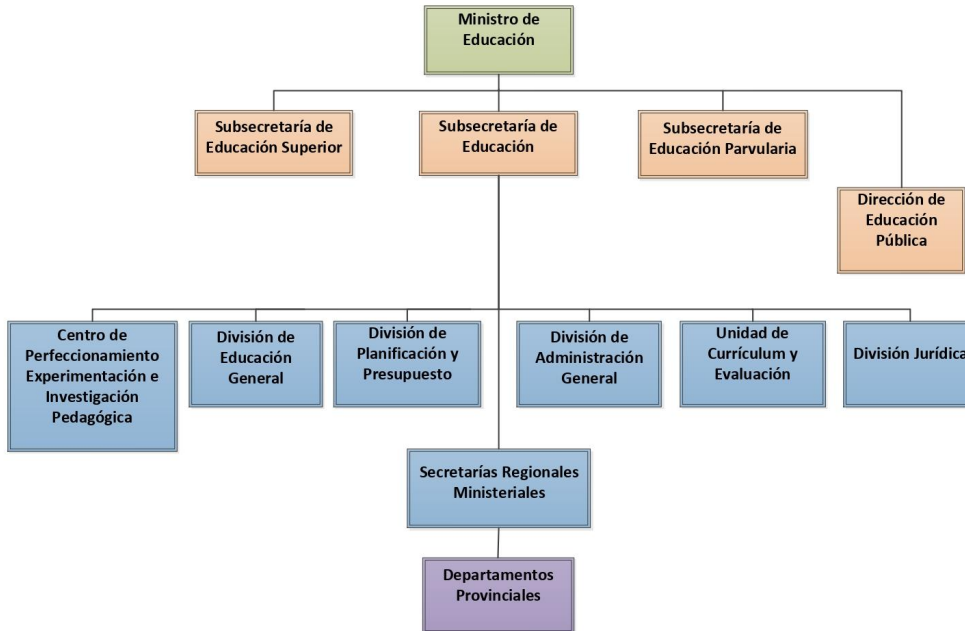 Ministro de
Educación
Subsecretaría de
Educación Superior
Subsecretaría de
Educación
Subsecretaría de
Educación Parvularia
Dirección de
Educación
Pública
Centro de
Perfeccionamiento
Experimentación e
Investigación
Pedagógica
División de
Educación
General
División de
Planificación y
Presupuesto
División de
Administración
General
Unidad de
Currículum y
Evaluación
División Jurídica
Secretarías Regionales
Ministeriales
Departamentos
Provinciales